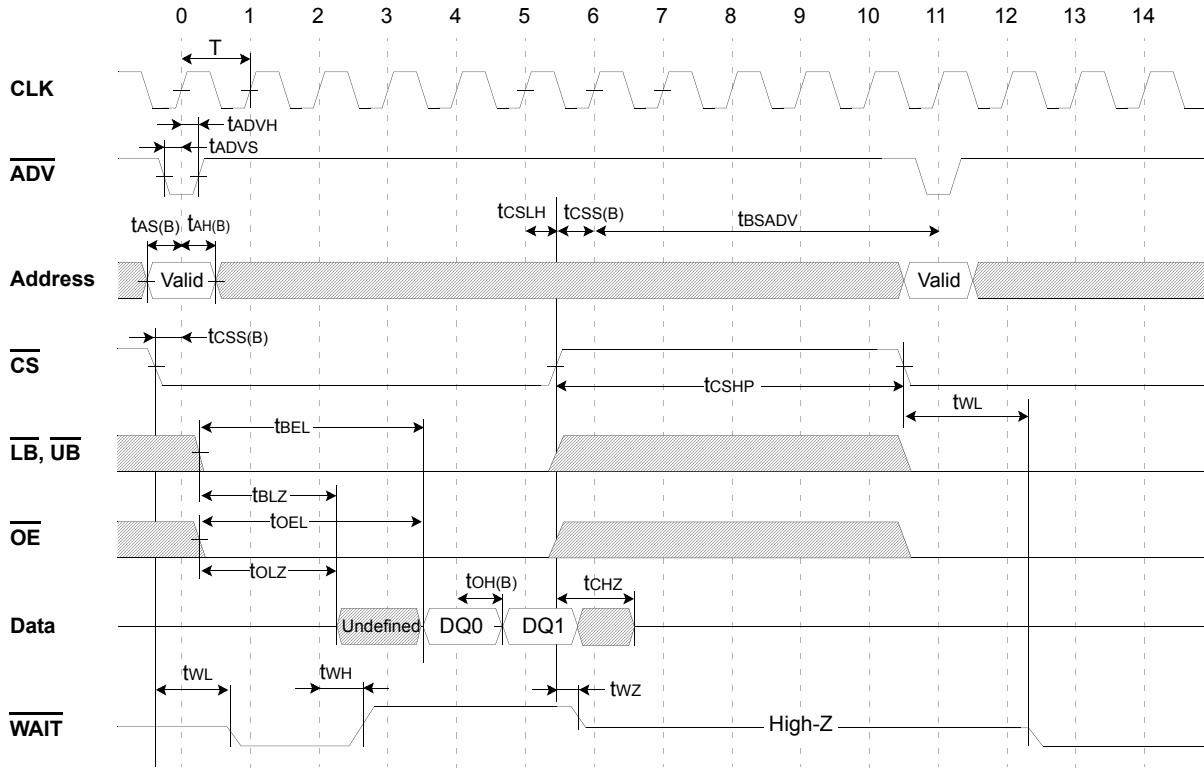 0 1 2 3 4 5 6 7 8 9 10 11 12 13 14
T
CLK
tADVH
tADVS
ADV
tCSLH tCSS(B) tBSADV
tAS(B) tAH(B)
Address Valid Valid
tCSS(B)
CS
tCSHP
tWL
tBEL
LB, UB
tBLZ
tOEL
OE
tOLZ
tOH(B) tCHZ
Data Undefined DQ0 DQ1
tWL tWH
tWZ
WAIT High-Z